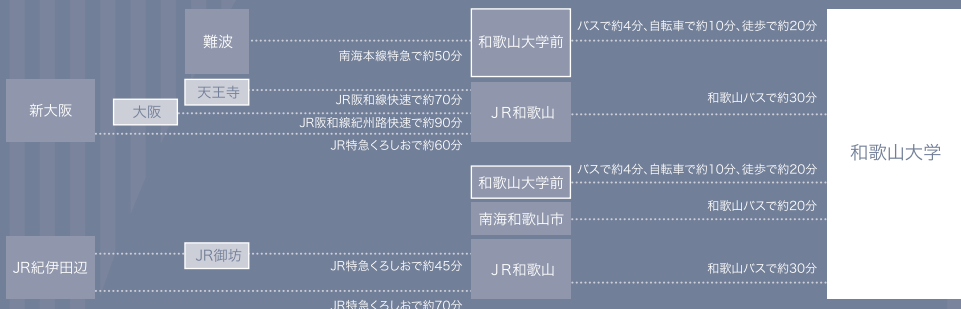 難波
南海本線特急で約50分
和歌山大学前
バスで約4分、自転車で約10分、徒歩で約20分
新大阪
天王寺
JR阪和線快速で約70分
大阪
JR阪和線紀州路快速で約90分
JR特急くろしおで約60分
JR和歌山
和歌山バスで約30分
和歌山大学
和歌山大学前
バスで約4分、自転車で約10分、徒歩で約20分
南海和歌山市
和歌山バスで約20分
JR紀伊田辺
JR御坊
JR特急くろしおで約45分
JR特急くろしおで約70分
JR和歌山
和歌山バスで約30分